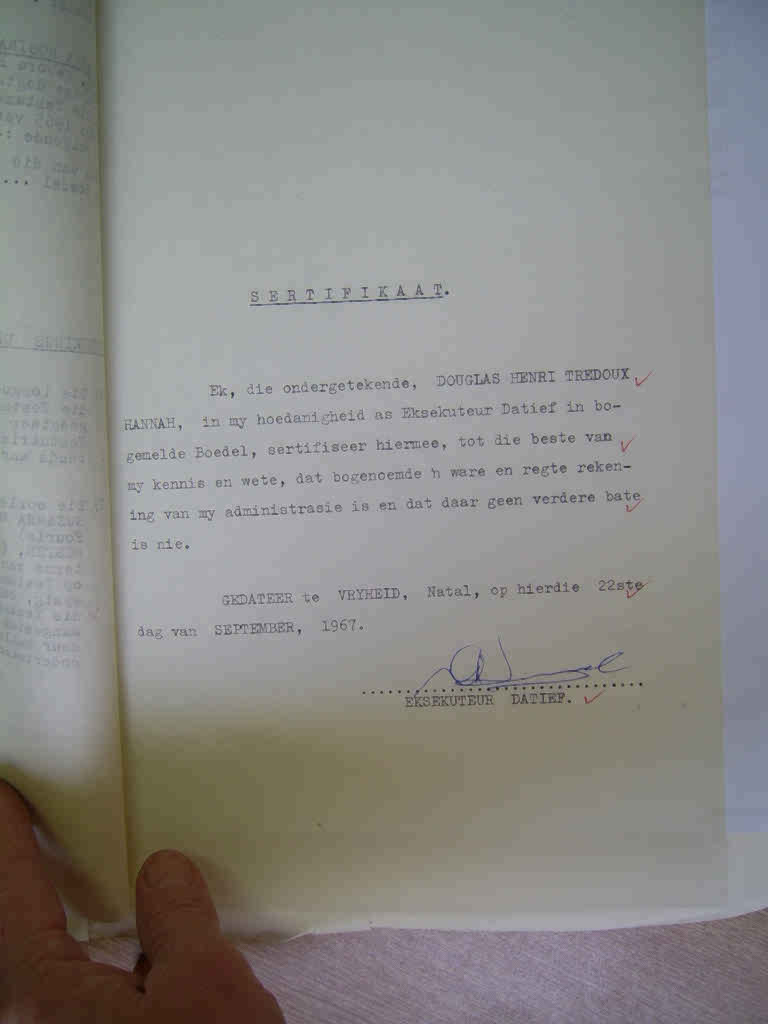 S E R T I F I K A A T.
Ek, die ondergetekende, DOUGLAS HENRI TREDOUX
HANNAH, in my hoedanigheid as Eksekuteur Datief in bo-
gemelde Boedel, sertifiseer hiermee, tot die beste van
my kennis en wete, dat bogenoemde 'n ware en regte reken-
ing van my administrasie is en dat daar geen verdere bate
is nie.
GEDATEER te VRYHEID, Natal, op hierdie 22ste
dag van SEPTEMBER, 1967.
EKSEKUTEUR DATIEF.